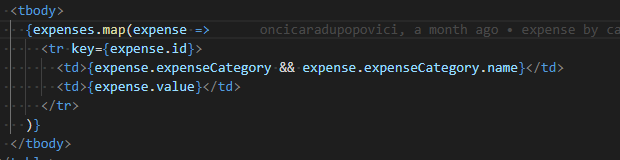 <tbody>
{expenses.map(expense => oncicaradupopovici, a month ago • expense by ca
<tr key={expense.id}>
<td>{expense.expenseCategory && expense.expenseCategory.name}</td>
<td>{expense.value}</td>
</tr>
)}
</tbody>